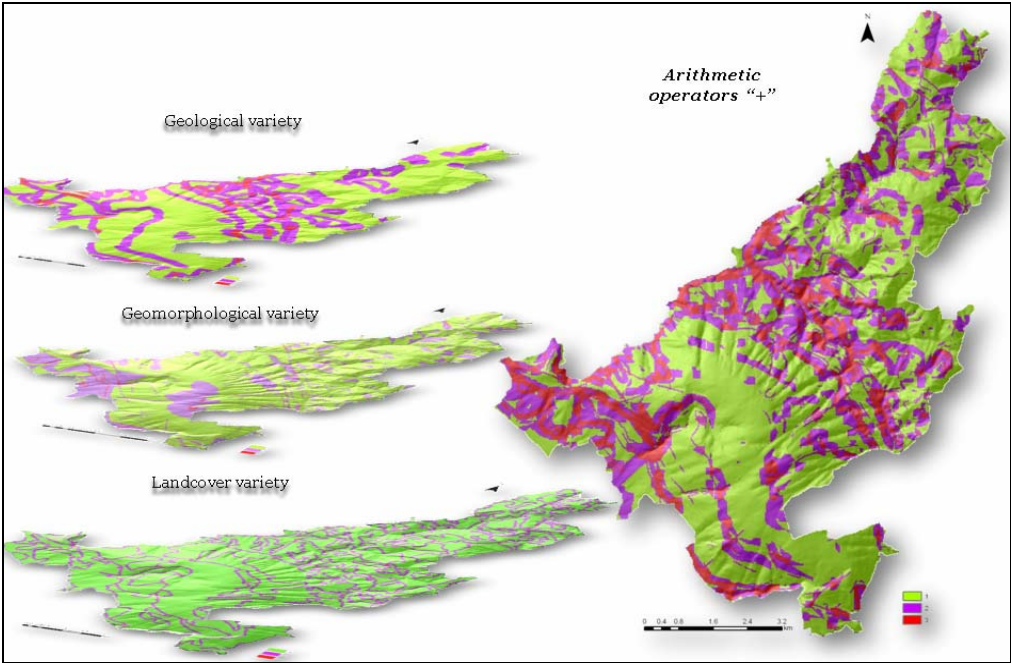 Geological variety
Geomorphological variety
Landcover variety
N
Arithmetic
operators “+”
1
2
3
0 0.4 0.8 1.6 2.4 3.2
km